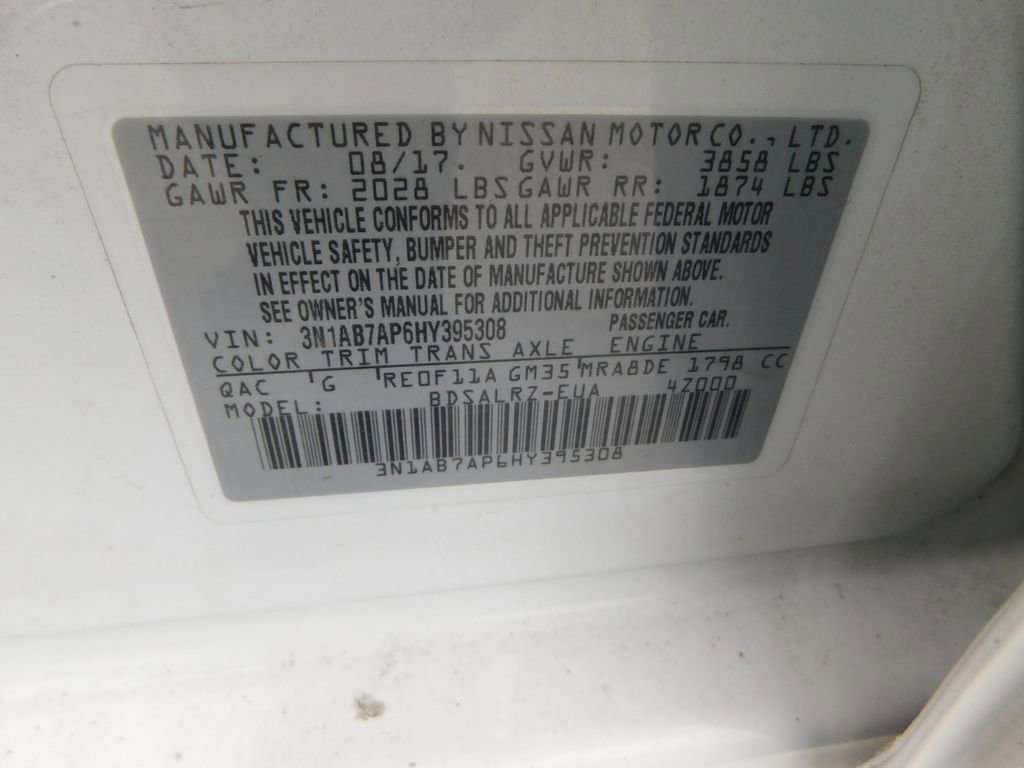 MANUFACTURED BY NISSAN MOTOR CO., LTD.
DATE: 08/17. GVWR: 3858 LBS
GAWR FR: 2028 LBS GAWR RR: 1874 LBS
THIS VEHICLE CONFORMS TO ALL APPLICABLE FEDERAL MOTOR
VEHICLE SAFETY, BUMPER AND THEFT PREVENTION STANDARDS
IN EFFECT ON THE DATE OF MANUFACTURE SHOWN ABOVE.
SEE OWNER'S MANUAL FOR ADDITIONAL INFORMATION.
VIN: 3N1AB7AP6HY395308 PASSENGER CAR.
COLOR TRIM TRANS AXLE ENGINE
QAC G RE0F11A GM35 MRA8DE 1798 CC
MODEL: BDSALRZ-EUA 4Z000
3N1AB7AP6HY395308